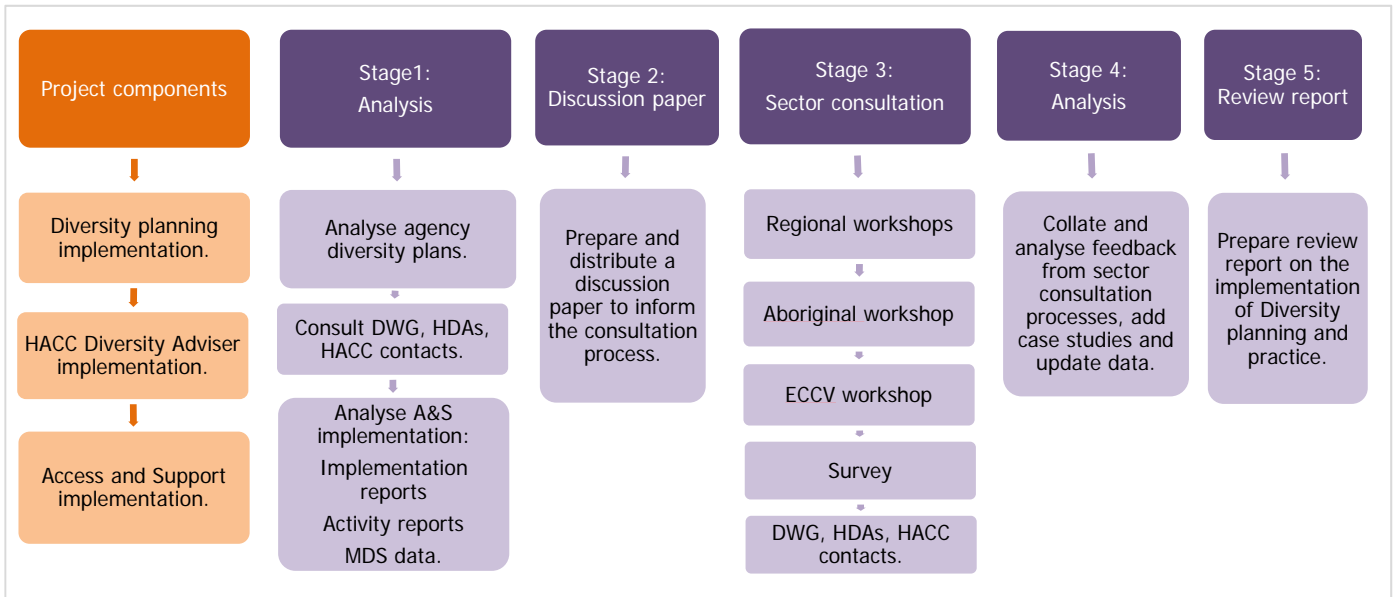 Project components
Diversity planning
implementation.
HACC Diversity Adviser
implementation.
Access and Support
implementation.
Stage1:
Analysis
Analyse agency
diversity plans.
Consult DWG, HDAs,
HACC contacts.
Analyse A&S
implementation:
Implementation
reports
Activity reports
MDS data.
Stage 2:
Discussion paper
Prepare and
distribute a
discussion
paper to inform
the consultation
process.
Stage 3:
Sector consultation
Regional workshops
Aboriginal workshop
ECCV workshop
Survey
DWG, HDAs, HACC
contacts.
Stage 4:
Analysis
Collate and
analyse feedback
from sector
consultation
processes, add
case studies and
update data.
Stage 5:
Review report
Prepare review
report on the
implementation
of Diversity
planning and
practice.